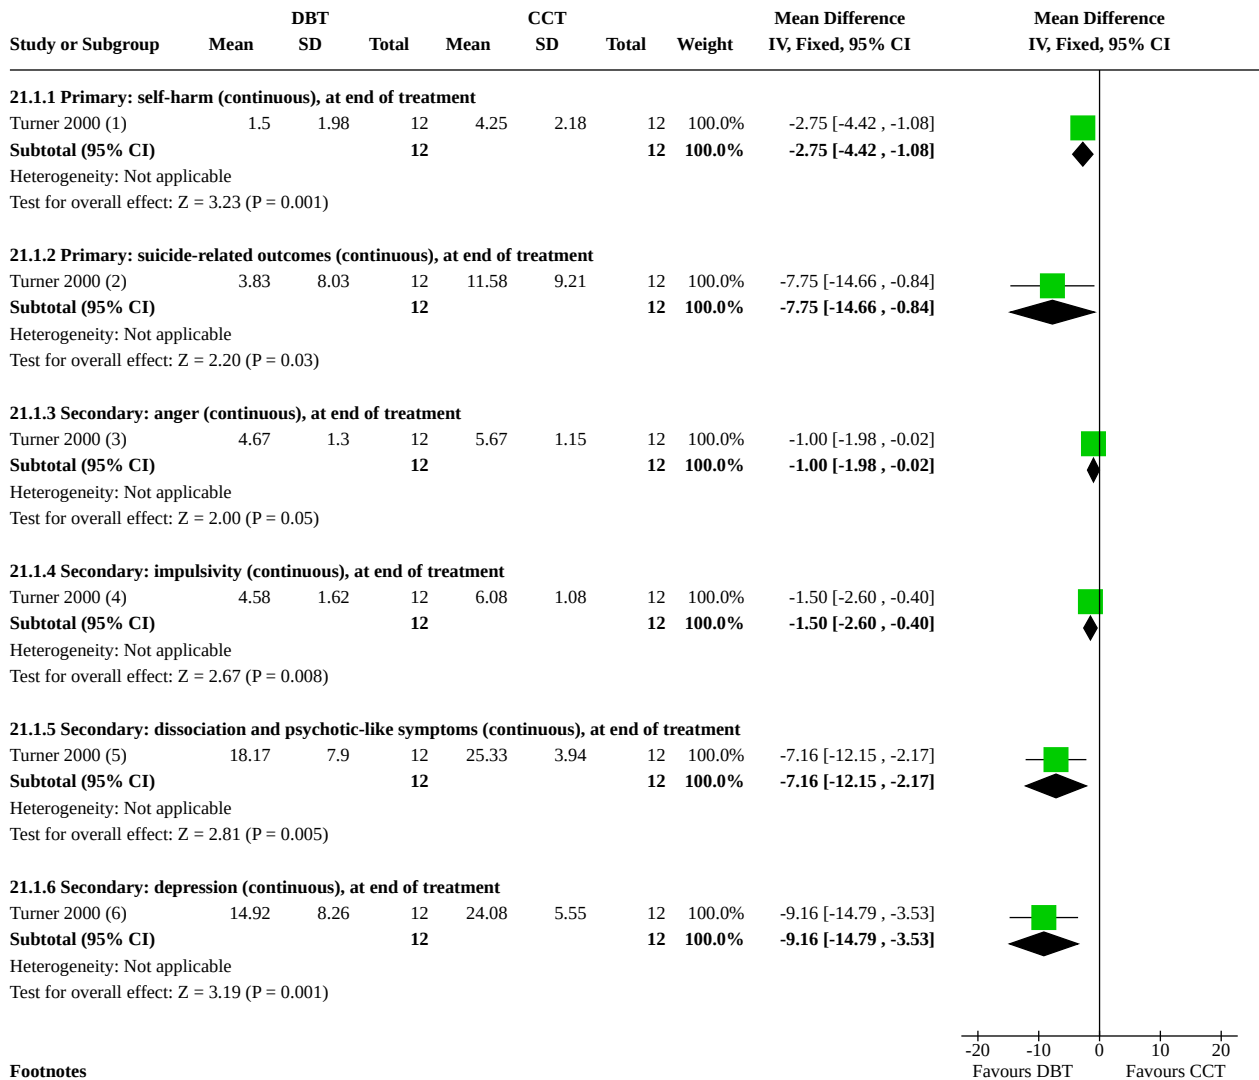 DBT CCT Mean Difference Mean Difference
Study or Subgroup Mean SD Total Mean SD Total Weight IV, Fixed, 95% CI IV, Fixed, 95% CI
21.1.1 Primary: self-harm (continuous), at end of treatment
Turner 2000 (1) 1.5 1.98 12 4.25 2.18 12 100.0% -2.75 [-4.42 , -1.08]
Subtotal (95% CI) 12 12 100.0% -2.75 [-4.42 , -1.08]
Heterogeneity: Not applicable
Test for overall effect: Z = 3.23 (P = 0.001)
21.1.2 Primary: suicide-related outcomes (continuous), at end of treatment
Turner 2000 (2) 3.83 8.03 12 11.58 9.21 12 100.0% -7.75 [-14.66 , -0.84]
Subtotal (95% CI) 12 12 100.0% -7.75 [-14.66 , -0.84]
Heterogeneity: Not applicable
Test for overall effect: Z = 2.20 (P = 0.03)
21.1.3 Secondary: anger (continuous), at end of treatment
Turner 2000 (3) 4.67 1.3 12 5.67 1.15 12 100.0% -1.00 [-1.98 , -0.02]
Subtotal (95% CI) 12 12 100.0% -1.00 [-1.98 , -0.02]
Heterogeneity: Not applicable
Test for overall effect: Z = 2.00 (P = 0.05)
21.1.4 Secondary: impulsivity (continuous), at end of treatment
Turner 2000 (4) 4.58 1.62 12 6.08 1.08 12 100.0% -1.50 [-2.60 , -0.40]
Subtotal (95% CI) 12 12 100.0% -1.50 [-2.60 , -0.40]
Heterogeneity: Not applicable
Test for overall effect: Z = 2.67 (P = 0.008)
21.1.5 Secondary: dissociation and psychotic-like symptoms (continuous), at end of treatment
Turner 2000 (5) 18.17 7.9 12 25.33 3.94 12 100.0% -7.16 [-12.15 , -2.17]
Subtotal (95% CI) 12 12 100.0% -7.16 [-12.15 , -2.17]
Heterogeneity: Not applicable
Test for overall effect: Z = 2.81 (P = 0.005)
21.1.6 Secondary: depression (continuous), at end of treatment
Turner 2000 (6) 14.92 8.26 12 24.08 5.55 12 100.0% -9.16 [-14.79 , -3.53]
Subtotal (95% CI) 12 12 100.0% -9.16 [-14.79 , -3.53]
Heterogeneity: Not applicable
Test for overall effect: Z = 3.19 (P = 0.001)
-20 -10 0 10 20
Footnotes Favours DBT Favours CCT